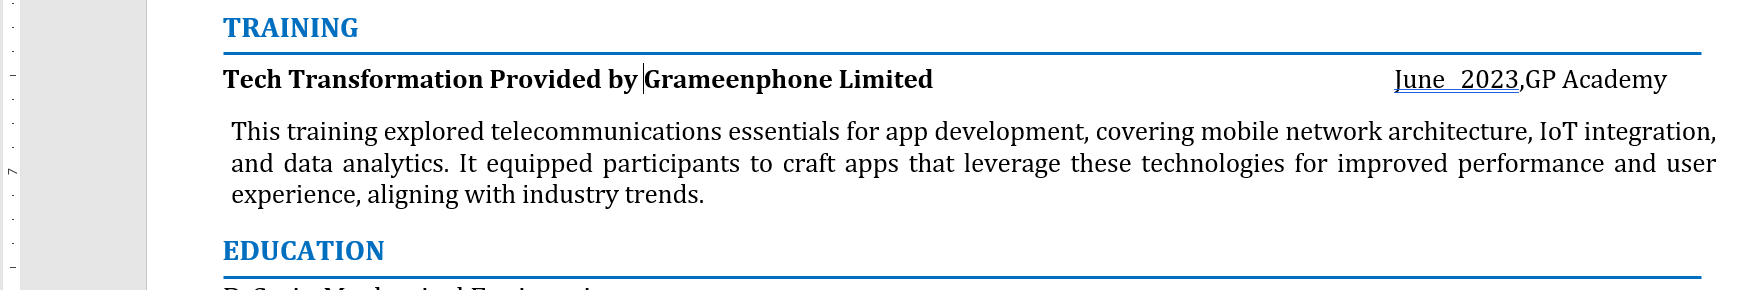 TRAINING
Tech Transformation Provided by Grameenphone Limited June 2023,GP Academy
This training explored telecommunications essentials for app development, covering mobile network architecture, IoT integration,
and data analytics. It equipped participants to craft apps that leverage these technologies for improved performance and user
experience, aligning with industry trends.
7
EDUCATION